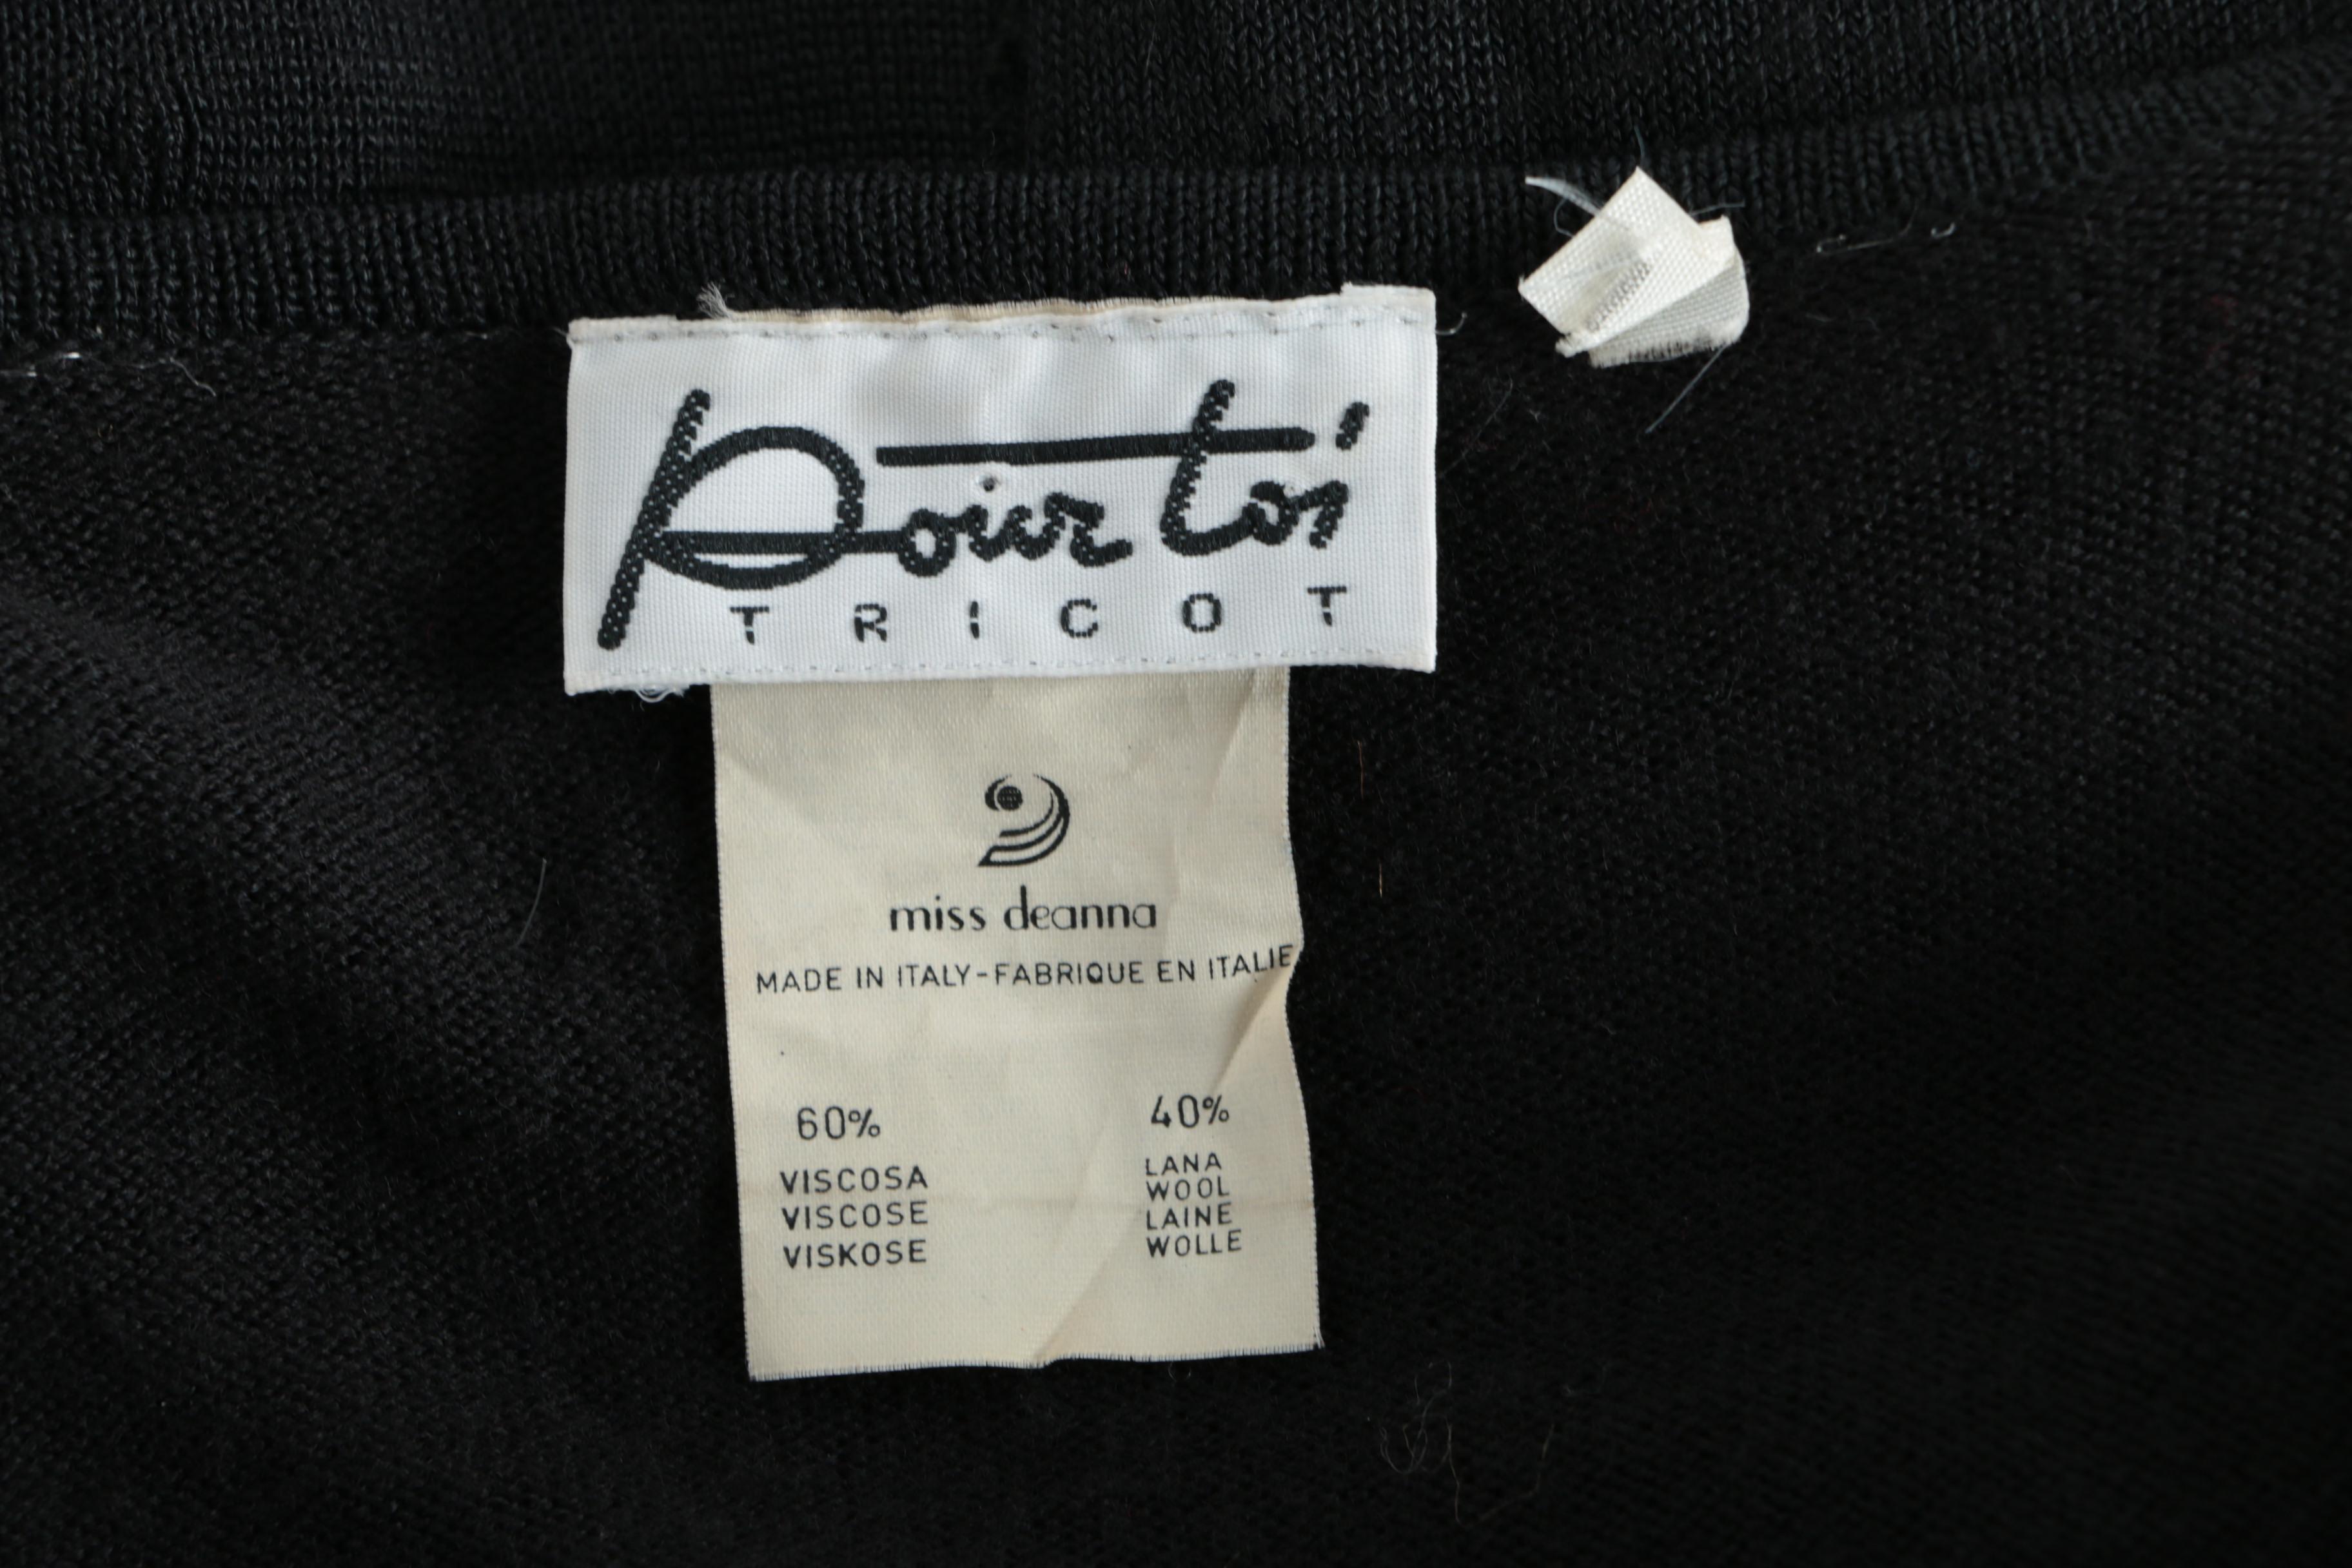 Pour toi
TRICOT
miss deanna
MADE IN ITALY-FABRIQUE EN ITALIE
60% 40%
VISCOSA LANA
VISCOSE WOOL
VISKOSE LAINE
WOLLE